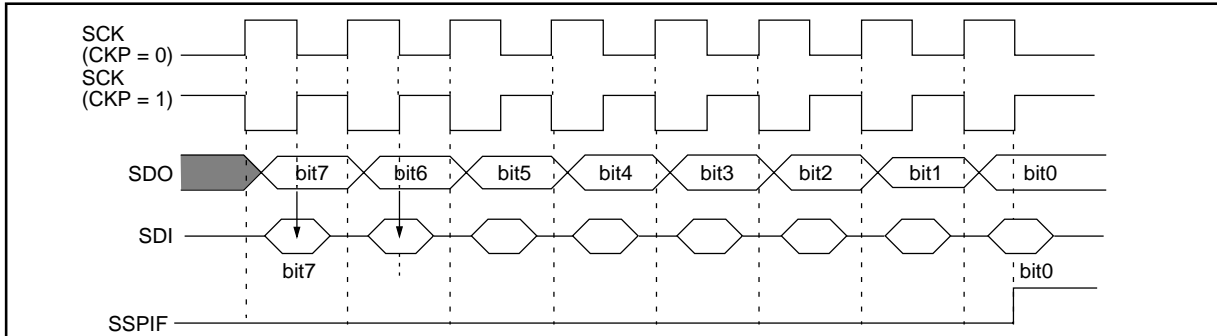 SCK
(CKP = 0)
SCK
(CKP = 1)
SDO
bit7
bit6
bit5
bit4
bit3
bit2
bit1
bit0
SDI
bit7
bit0
SSPIF